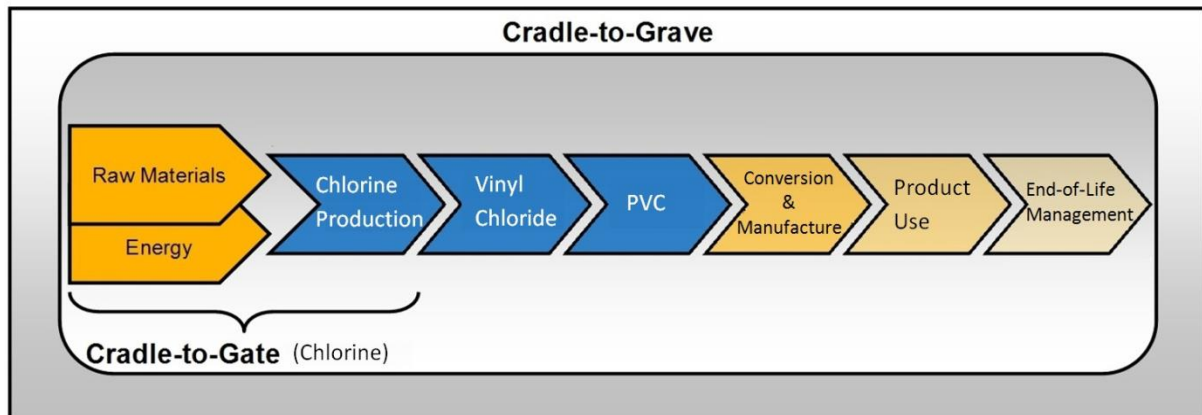 Cradle-to-Grave
Raw Materials
Energy
Chlorine
Production
Vinyl
Chloride
PVC
Conversion
&
Manufacture
Product
Use
End-of-Life
Management
Cradle-to-Gate (Chlorine)